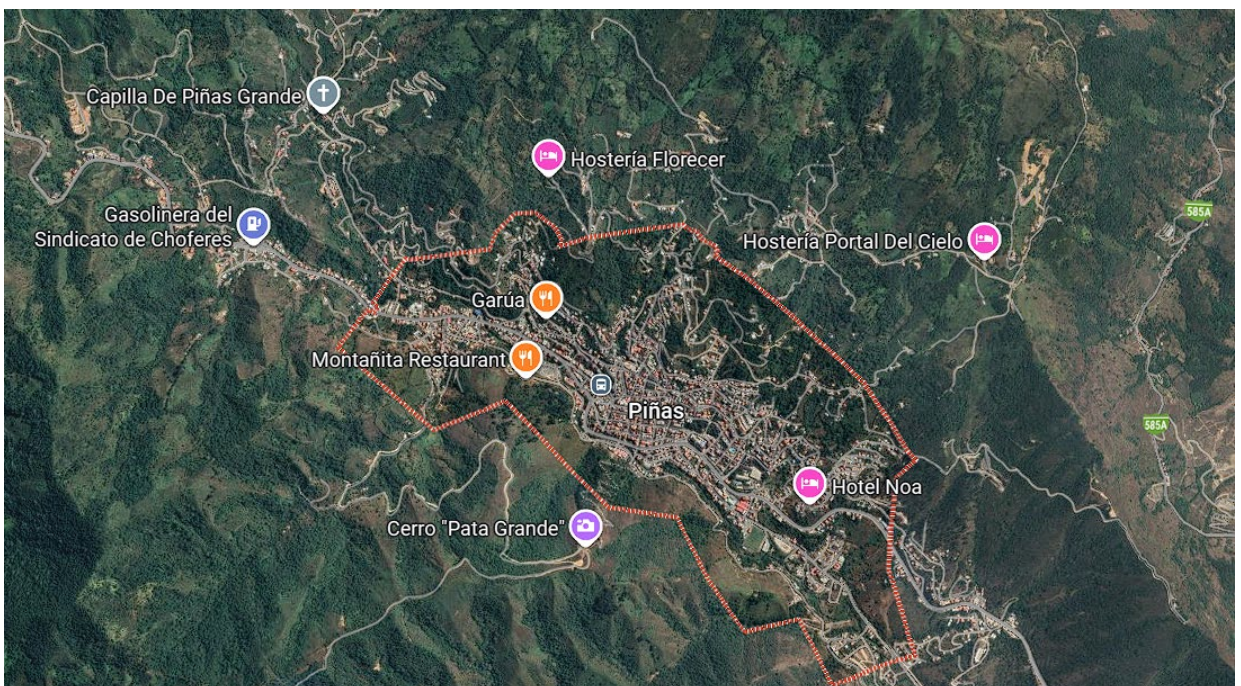 Capilla De Piñas Grande
Hostería Florecer
Gasolinera del
Sindicato de Choferes
585A
Hostería Portal Del Cielo
Garúa
Montañita Restaurant
Piñas
585A
Hotel Noa
Cerro "Pata Grande"